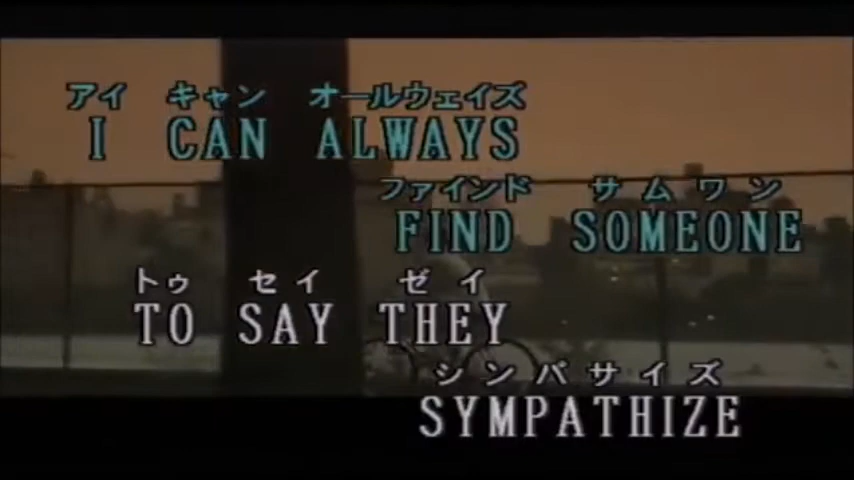 アイ キャン オールウェイズ
I CAN ALWAYS
ファインド サムワン
FIND SOMEONE
トゥ セイ ゼイ
TO SAY THEY
シンパサイズ
SYMPATHIZE